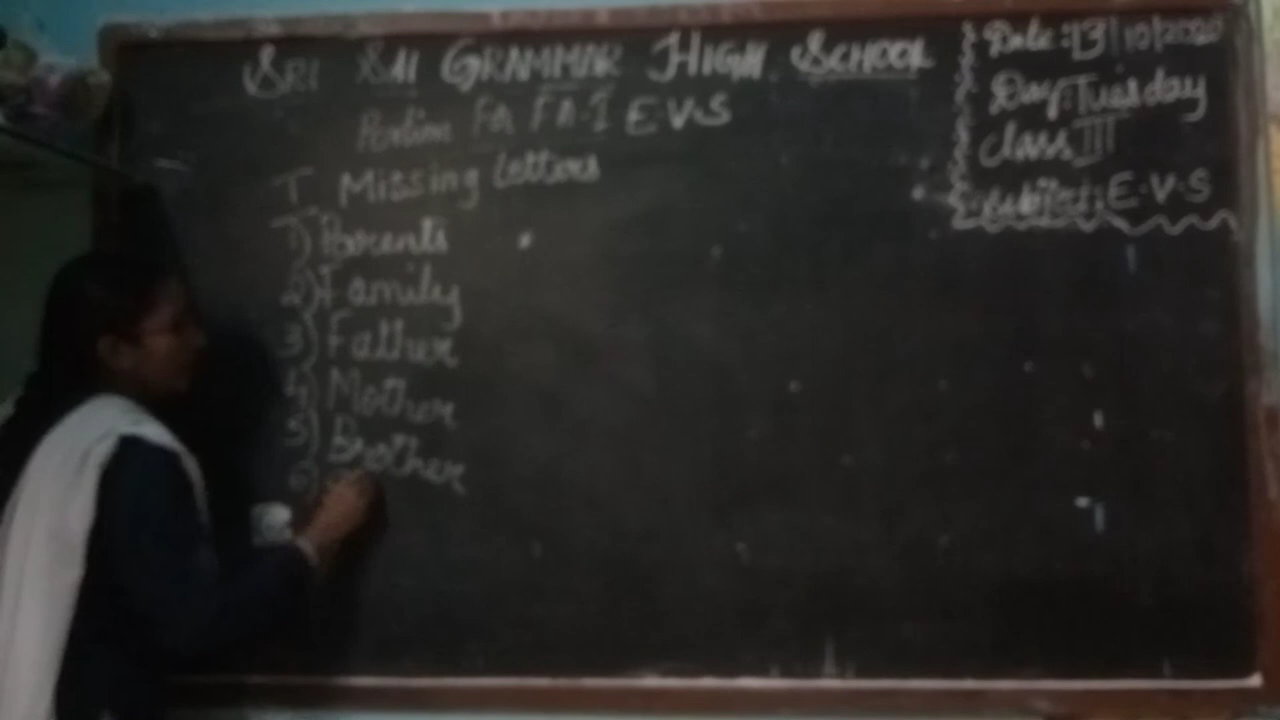 SRI SAI GRAMMAR HIGH SCHOOL
Portion FA FA-I E.V.S
I Missing letters
1) Parents
2) Family
3) Father
4) Mother
5) Brother
6)
Date: 13/10/2020
Day: Tuesday
Class III
Subject: E.V.S